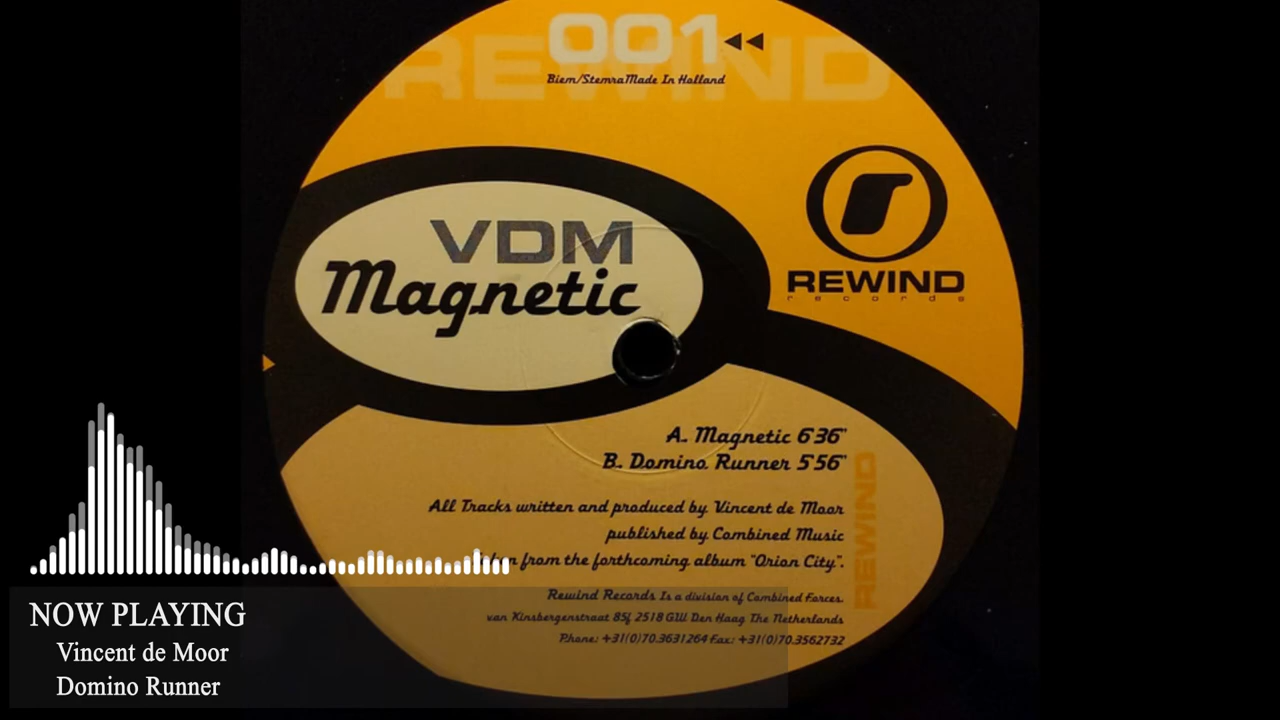 001
REWIND
Biem/Stemra Made In Holland
REWIND
records
VDM
Magnetic
A. Magnetic 6'36"
B. Domino Runner 5'56"
All Tracks written and produced by Vincent de Moor
published by Combined Music
from the forthcoming album "Orion City".
REWIND
Rewind Records Is a division of Combined Forces.
van Kinsbergenstraat 85f, 2518 GW Den Haag The Netherlands
Phone: +31(0)70.3631264 Fax: +31(0)70.3562732
NOW PLAYING
Vincent de Moor
Domino Runner